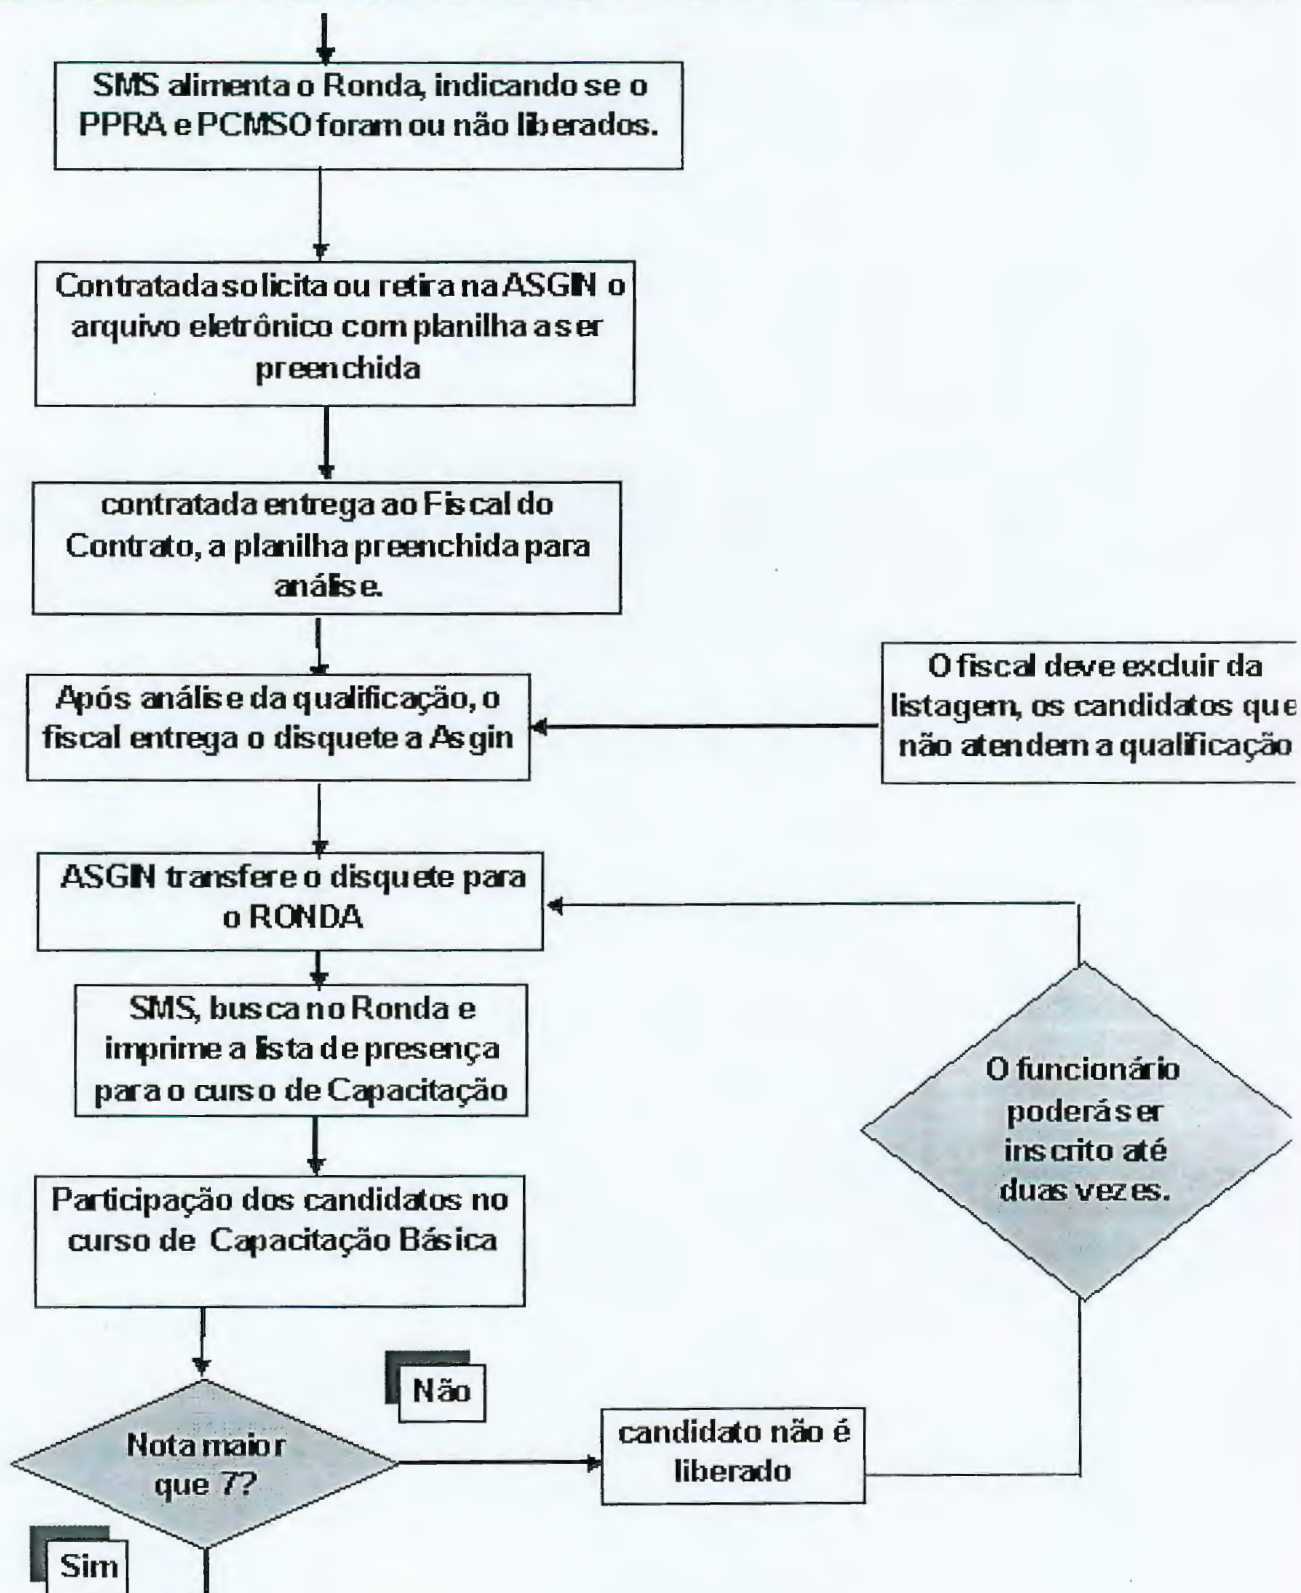 SMS alimenta o Ronda, indicando se o
PPRA e PCMSO foram ou não liberados.
Contratada solicita ou retira na ASGIN o
arquivo eletrônico com planilha a ser
preenchida
contratada entrega ao Fiscal do
Contrato, a planilha preenchida para
análise.
Após análise da qualificação, o
fiscal entrega o disquete a Asgin
O fiscal deve excluir da
listagem, os candidatos que
não atendem a qualificação
ASGIN transfere o disquete para
o RONDA
SMS, busca no Ronda e
imprime a lista de presença
para o curso de Capacitação
O funcionário
poderá ser
inscrito até
duas vezes.
Participação dos candidatos no
curso de Capacitação Básica
Não
Nota maior
que 7?
candidato não é
liberado
Sim